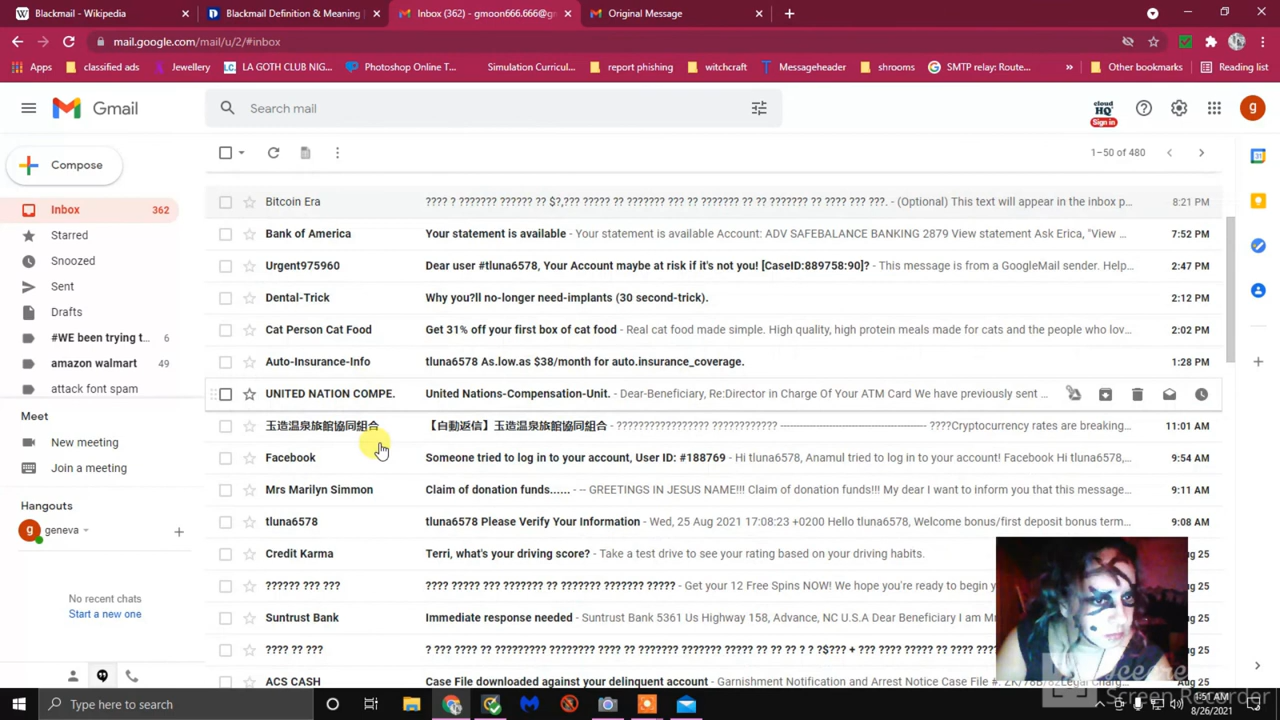 Blackmail - Wikipedia
Blackmail Definition & Meaning
Inbox (362) - gmoon666.666@g
Original Message
mail.google.com/mail/u/2/#inbox
Apps
classified ads
Jewellery
LA GOTH CLUB NIG...
Photoshop Online T...
Simulation Curricul...
report phishing
witchcraft
Messageheader
shrooms
SMTP relay: Route...
»
Other bookmarks
Reading list
Gmail
Search mail
cloud HQ
Sign in
g
Compose
1–50 of 480
Inbox 362
Starred
Snoozed
Sent
Drafts
#WE been trying t... 6
amazon walmart 49
attack font spam
Meet
New meeting
Join a meeting
Hangouts
g geneva
No recent chats
Start a new one
Bitcoin Era ???? ? ??????? ?????? ?? $?,??? ????? ?? ??????? ??? ?? ??????? ?? ?? ??????? ?? ???? ??? ???. - (Optional) This text will appear in the inbox p... 8:21 PM
Bank of America Your statement is available - Your statement is available Account: ADV SAFEBALANCE BANKING 2879 View statement Ask Erica, "View ... 7:52 PM
Urgent975960 Dear user #tluna6578, Your Account maybe at risk if it's not you! [CaseID:889758:90]? - This message is from a GoogleMail sender. Help... 2:47 PM
Dental-Trick Why you?ll no-longer need-implants (30 second-trick). 2:12 PM
Cat Person Cat Food Get 31% off your first box of cat food - Real cat food made simple. High quality, high protein meals made for cats and the people who lov... 2:02 PM
Auto-Insurance-Info tluna6578 As.low.as $38/month for auto.insurance_coverage. 1:28 PM
UNITED NATION COMPE. United Nations-Compensation-Unit. - Dear-Beneficiary, Re:Director in Charge Of Your ATM Card We have previously sent ...
玉造温泉旅館協同組合 【自動返信】玉造温泉旅館協同組合 - ???????????????? ???????????? ---------------------------------------------- ????Cryptocurrency rates are breaking... 11:01 AM
Facebook Someone tried to log in to your account, User ID: #188769 - Hi tluna6578, Anamul tried to log in to your account! Facebook Hi tluna6578,... 9:54 AM
Mrs Marilyn Simmon Claim of donation funds...... - -- GREETINGS IN JESUS NAME!!! Claim of donation funds!!! My dear I want to inform you that this message... 9:11 AM
tluna6578 tluna6578 Please Verify Your Information - Wed, 25 Aug 2021 17:08:23 +0200 Hello tluna6578, Welcome bonus/first deposit bonus term... 9:08 AM
Credit Karma Terri, what's your driving score? - Take a test drive to see your rating based on your driving habits. 25
?????? ??? ??? ???? ????? ??? ??????? ?? ??????? ??????? ????? - Get your 12 Free Spins NOW! We hope you're ready to begin y 25
Suntrust Bank Immediate response needed - Suntrust Bank 5361 Us Highway 158, Advance, NC U.S.A Dear Beneficiary I am Mr 25
???? ?? ??? ? ??? ???? ?? ????????? ???????? ???? ?? ??????? ??? ?? ?? ?? ? ? ?$??? + ??? ???? ????? ?? ???? 25
ACS CASH Case File downloaded against your delinquent account - Garnishment Notification and Arrest Notice Case File #: 25
Type here to search
Screen Recorder
1:51 AM
8/26/2021